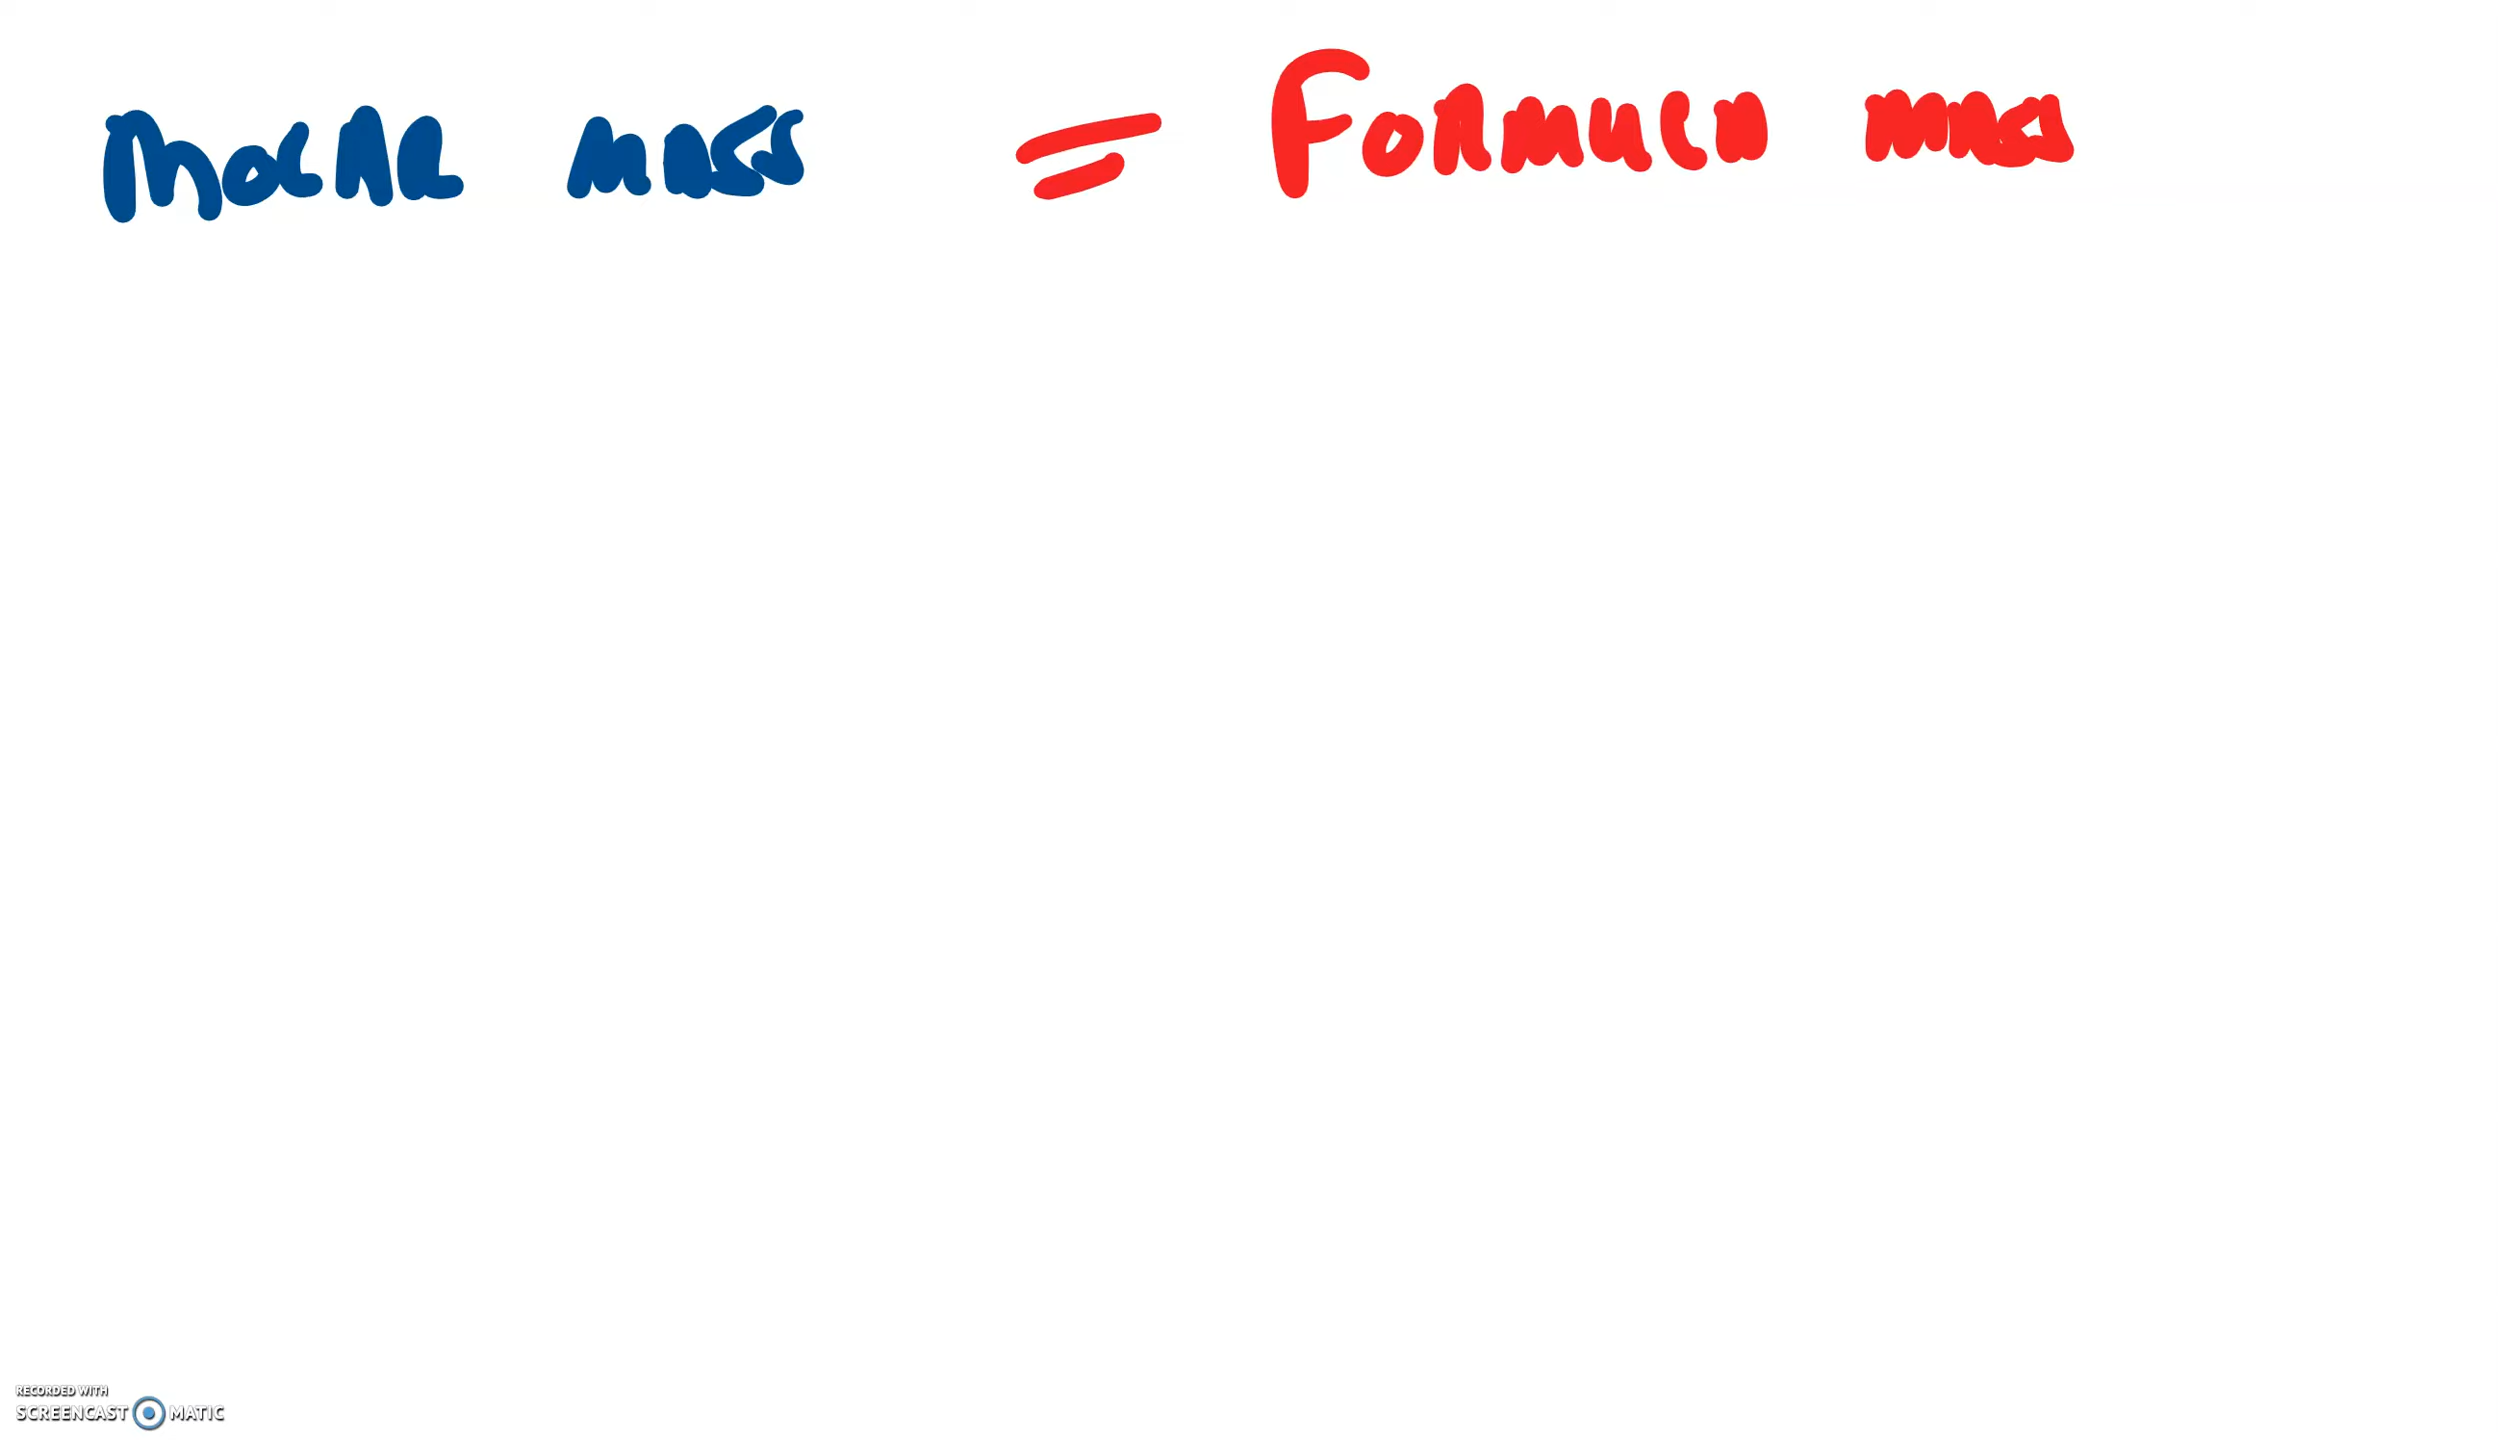 MOLAR MASS = FORMULA MASS
RECORDED WITH
SCREENCAST MATIC